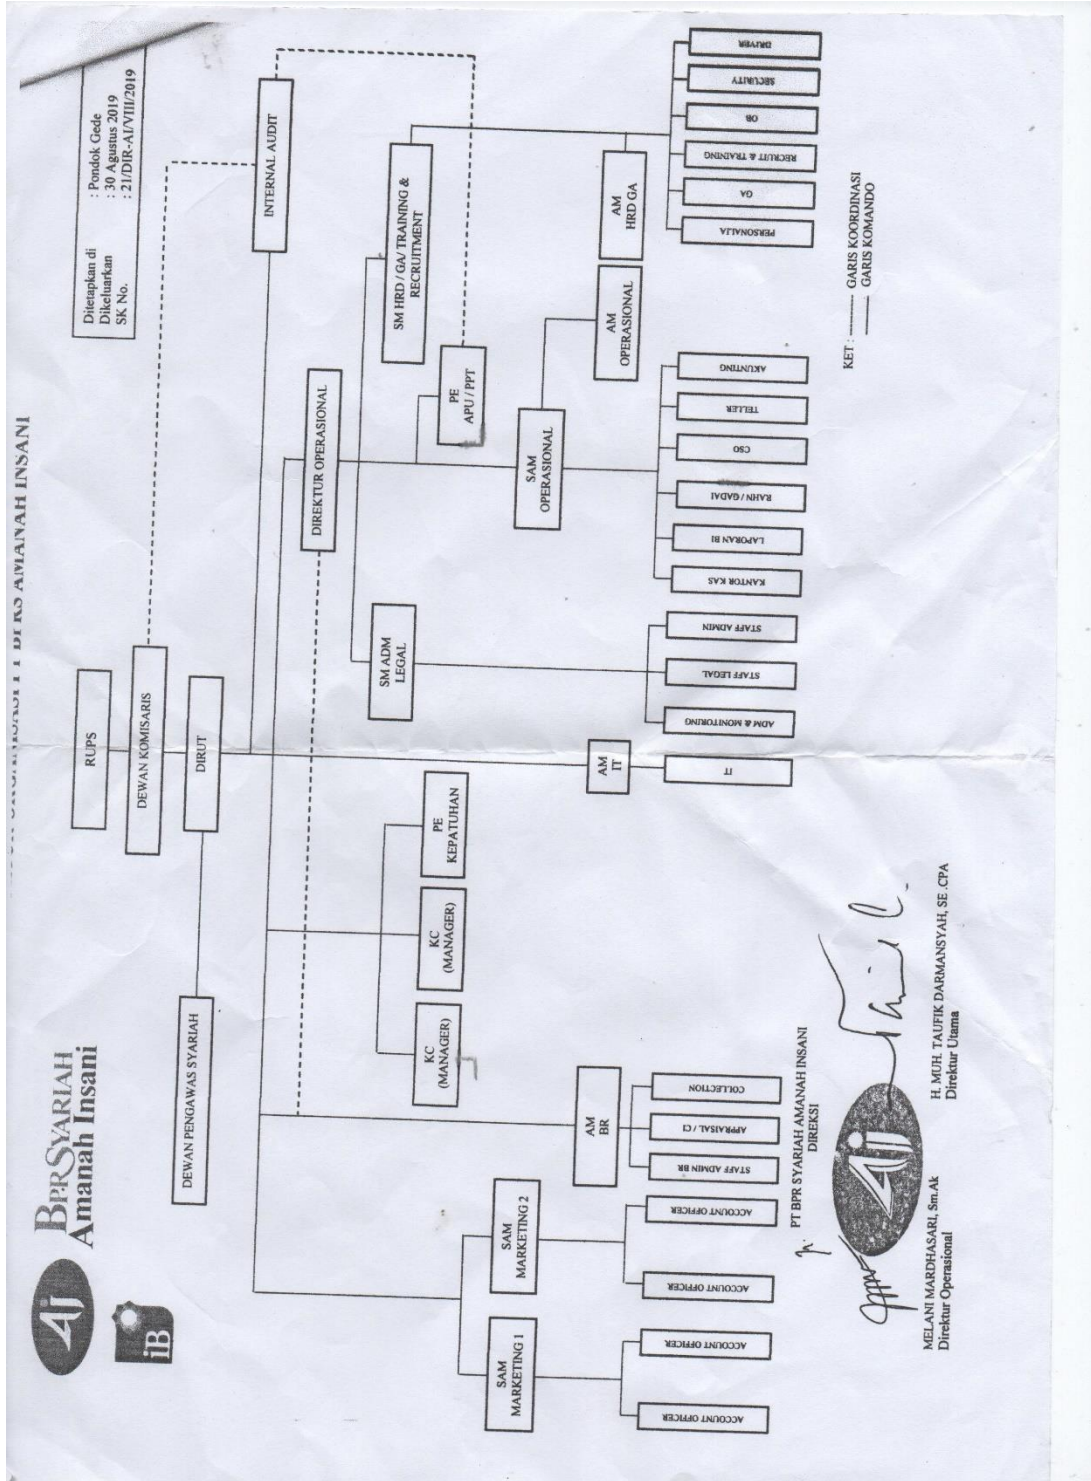 BPRSYARIAH
Amanah Insani
iB
ORGANISASI PT BPRS AMANAH INSANI
Ditetapkan di : Pondok Gede
Dikeluarkan : 30 Agustus 2019
SK No. : 21/DIR-AI/VIII/2019
RUPS
DEWAN KOMISARIS
DIRUT
DEWAN PENGAWAS SYARIAH
INTERNAL AUDIT
DIREKTUR OPERASIONAL
KC
(MANAGER)
KC
(MANAGER)
PE
KEPATUHAN
SM ADM
LEGAL
SM HRD / GA/ TRAINING &
RECRUITMENT
PE
APU / PPT
SAM
MARKETING 1
SAM
MARKETING 2
AM
BR
AM
IT
SAM
OPERASIONAL
AM
OPERASIONAL
AM
HRD GA
ACCOUNT OFFICER
ACCOUNT OFFICER
ACCOUNT OFFICER
ACCOUNT OFFICER
STAFF ADMIN BR
APPRAISAL / CI
COLLECTION
IT
ADM & MONITORING
STAFF LEGAL
STAFF ADMIN
KANTOR KAS
LAPORAN BI
RAHN / GADAI
CSO
TELLER
AKUNTING
PERSONALIA
GA
RECRUIT & TRAINING
OB
SECURITY
DRIVER
KET : ---------- GARIS KOORDINASI
——— GARIS KOMANDO
PT BPR SYARIAH AMANAH INSANI
DIREKSI
MELANI MARDHASARI, Sm.Ak
Direktur Operasional
H. MUH. TAUFIK DARMANSYAH, SE .CPA
Direktur Utama